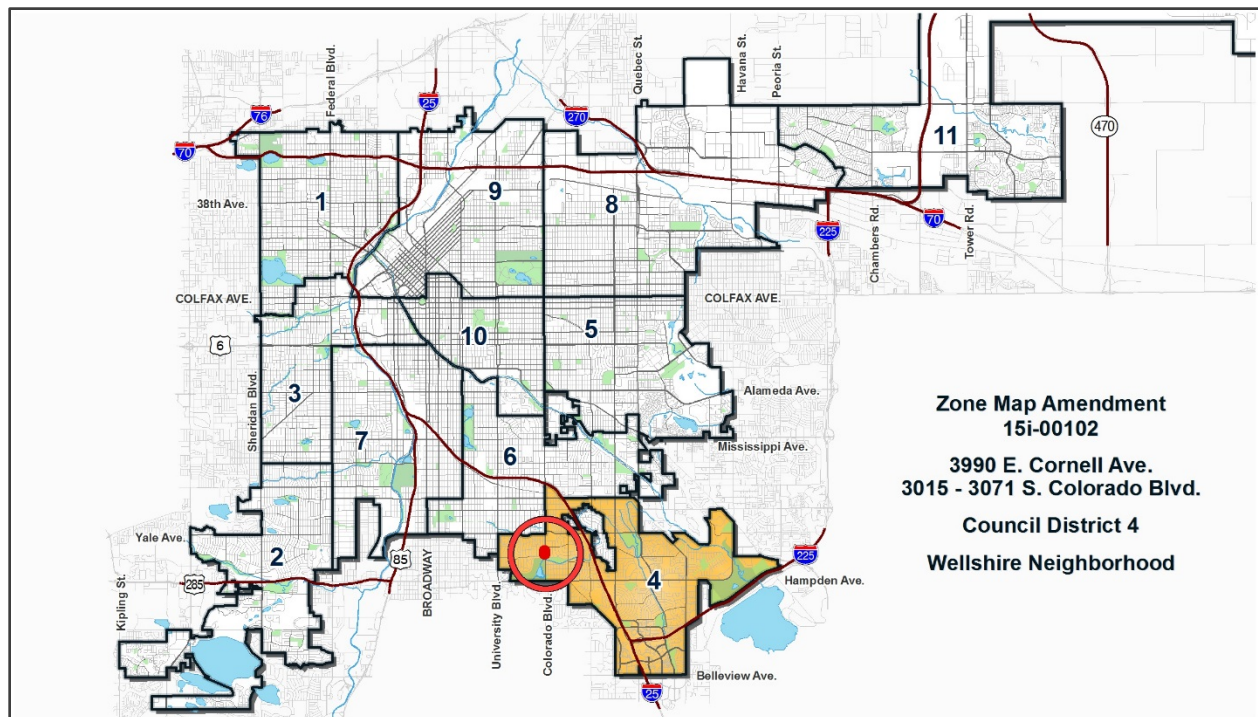 Federal Blvd.
Quebec St.
Havana St.
Peoria St.
76
25
270
70
470
11
1
9
8
38th Ave.
225
70
Chambers Rd.
Tower Rd.
COLFAX AVE.
COLFAX AVE.
6
10
5
Sheridan Blvd.
3
Alameda Ave.
7
6
Mississippi Ave.
Zone Map Amendment
15i-00102
3990 E. Cornell Ave.
3015 - 3071 S. Colorado Blvd.
Council District 4
Wellshire Neighborhood
Yale Ave.
2
85
285
4
225
Hampden Ave.
Kipling St.
BROADWAY
University Blvd.
Colorado Blvd.
Belleview Ave.
25